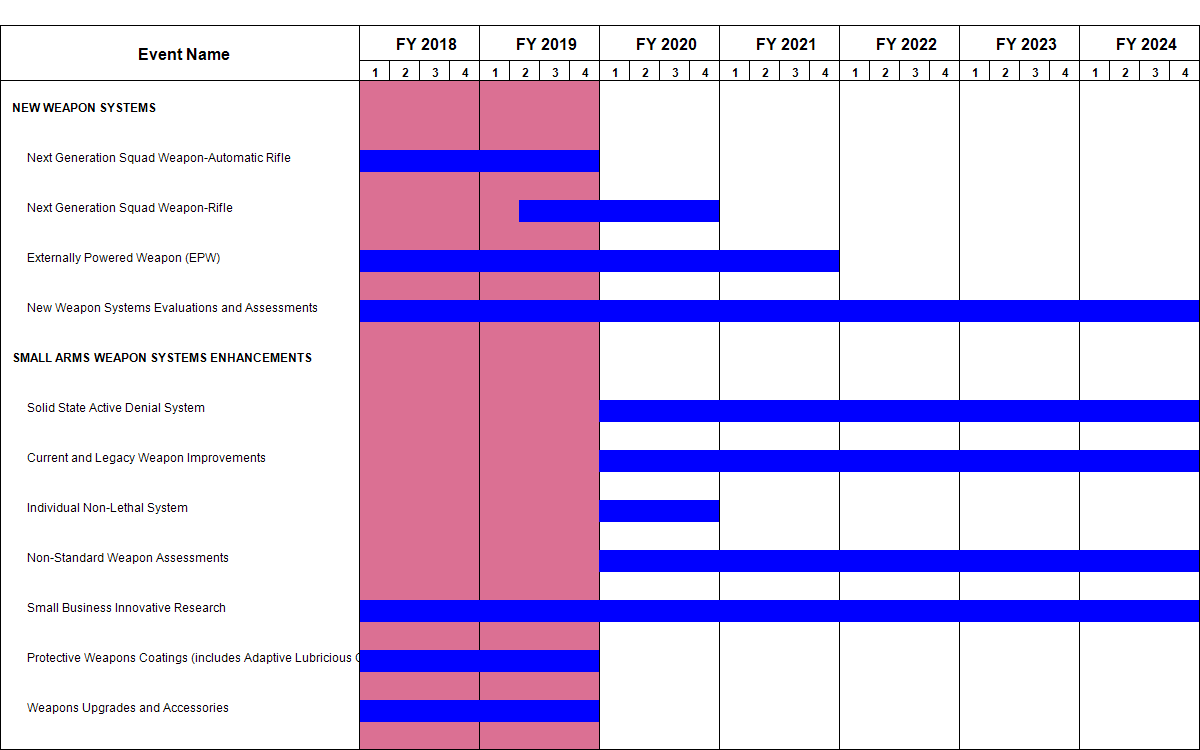 Event Name FY 2018 FY 2019 FY 2020 FY 2021 FY 2022 FY 2023 FY 2024
1 2 3 4 1 2 3 4 1 2 3 4 1 2 3 4 1 2 3 4 1 2 3 4 1 2 3 4
NEW WEAPON SYSTEMS
Next Generation Squad Weapon-Automatic Rifle
Next Generation Squad Weapon-Rifle
Externally Powered Weapon (EPW)
New Weapon Systems Evaluations and Assessments
SMALL ARMS WEAPON SYSTEMS ENHANCEMENTS
Solid State Active Denial System
Current and Legacy Weapon Improvements
Individual Non-Lethal System
Non-Standard Weapon Assessments
Small Business Innovative Research
Protective Weapons Coatings (includes Adaptive Lubricious
Weapons Upgrades and Accessories